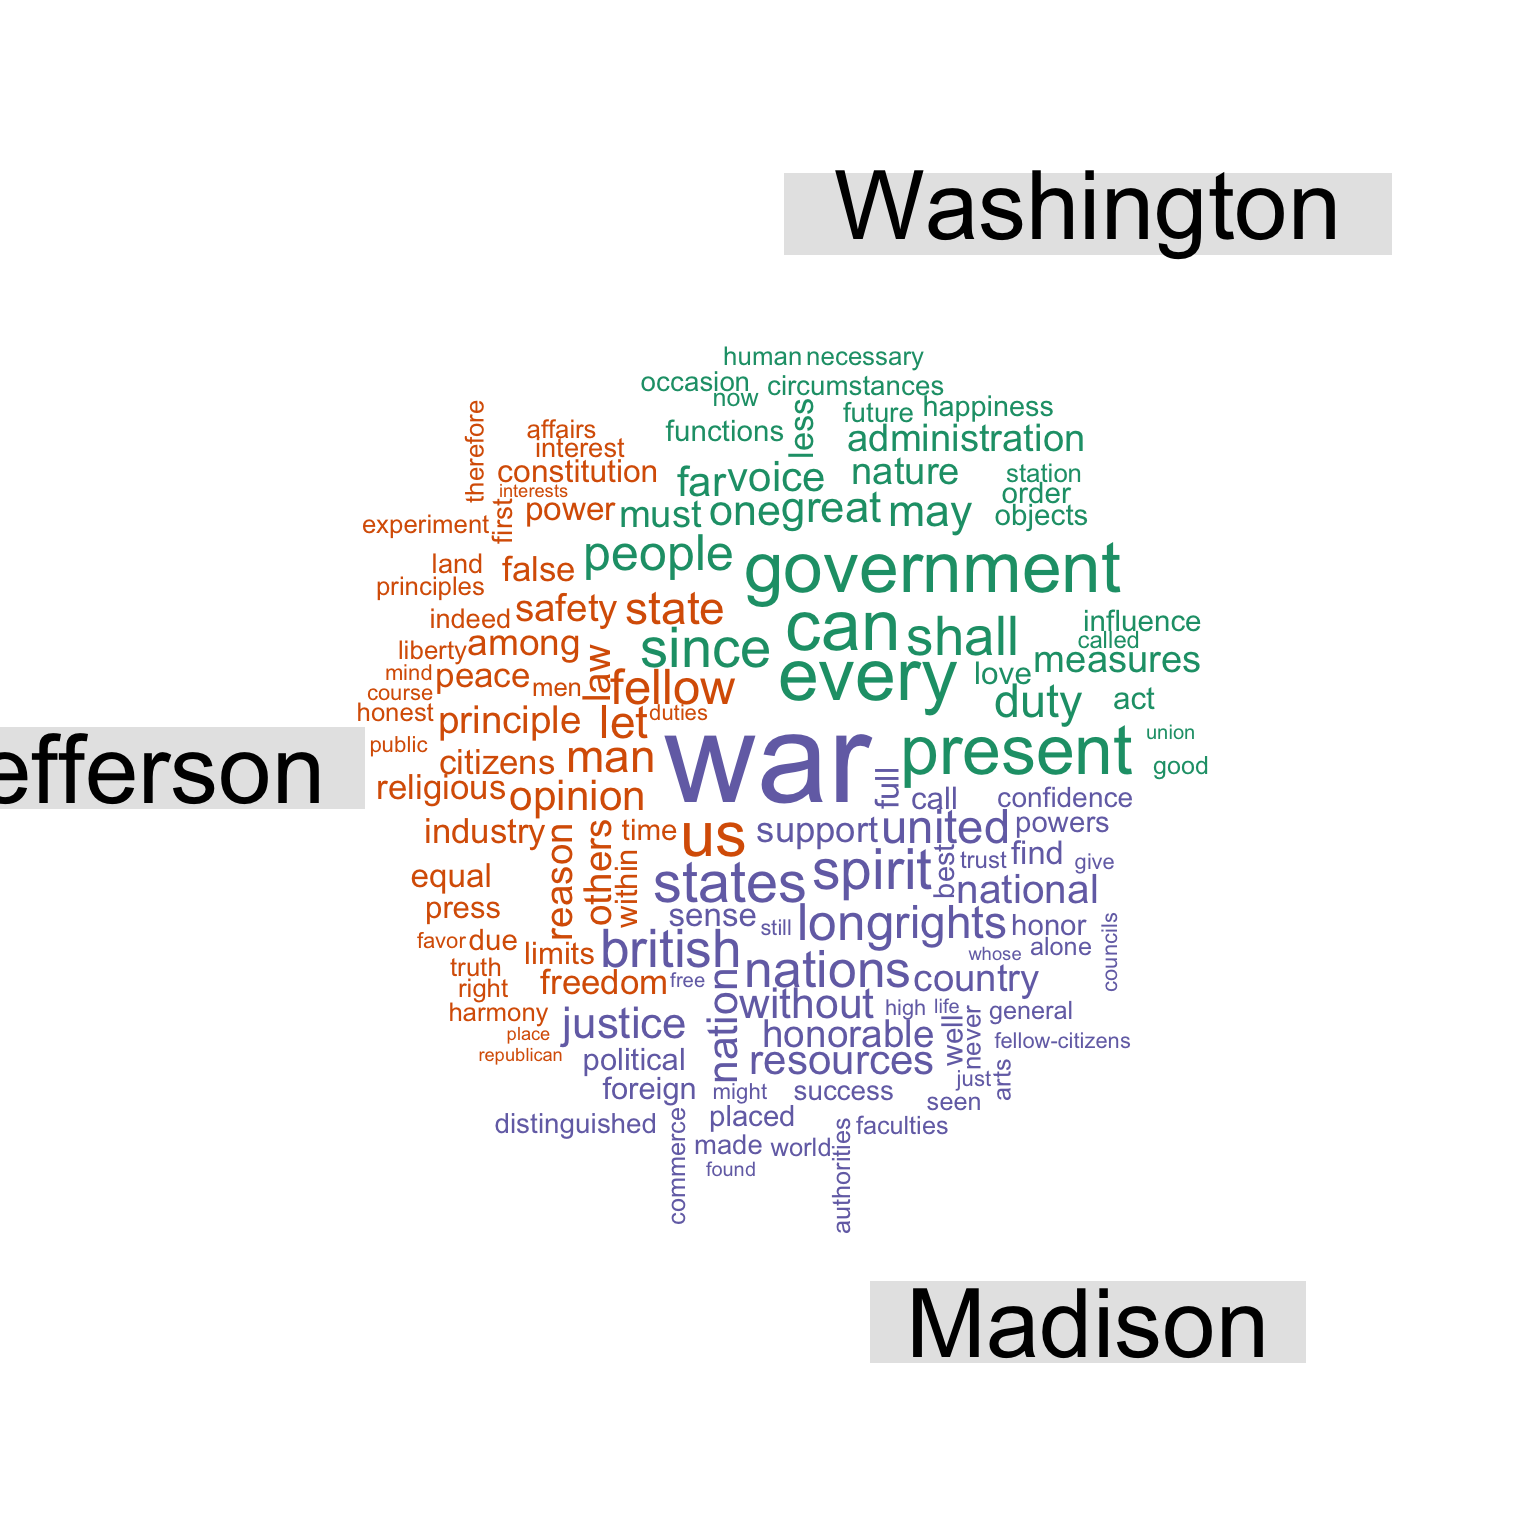 Washington
human necessary
occasion circumstances
now
therefore affairs functions less future happiness
interest administration
constitution far voice nature station
interests order
experiment first power must one great may objects
land false people government
principles
indeed safety state can shall influence
liberty among since called
mind law every love measures
course peace men fellow duty act
honest principle let duties
efferson public war present union
citizens man good
religious opinion full call confidence
industry reason others time us support united powers
within best trust find give
equal states spirit national
press sense still long rights honor councils
favor due limits british whose alone
truth freedom free nation nations country
right
harmony justice without high life general
place honorable well never fellow-citizens
republican political resources
foreign might success just arts
seen
distinguished commerce placed authorities faculties
made world
found
Madison